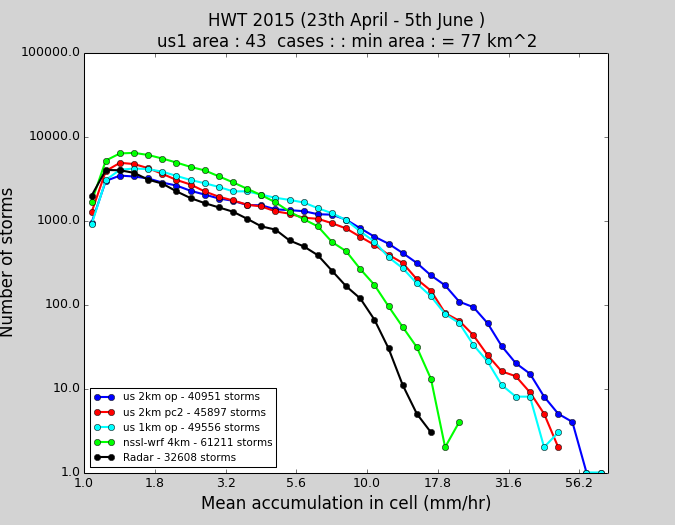 HWT 2015 (23th April - 5th June )
us1 area : 43  cases : : min area : = 77 km^2
Number of storms
100000.0
10000.0
1000.0
100.0
10.0
1.0
us 2km op - 40951 storms
us 2km pc2 - 45897 storms
us 1km op - 49556 storms
nssl-wrf 4km - 61211 storms
Radar - 32608 storms
1.0 1.8 3.2 5.6 10.0 17.8 31.6 56.2
Mean accumulation in cell (mm/hr)